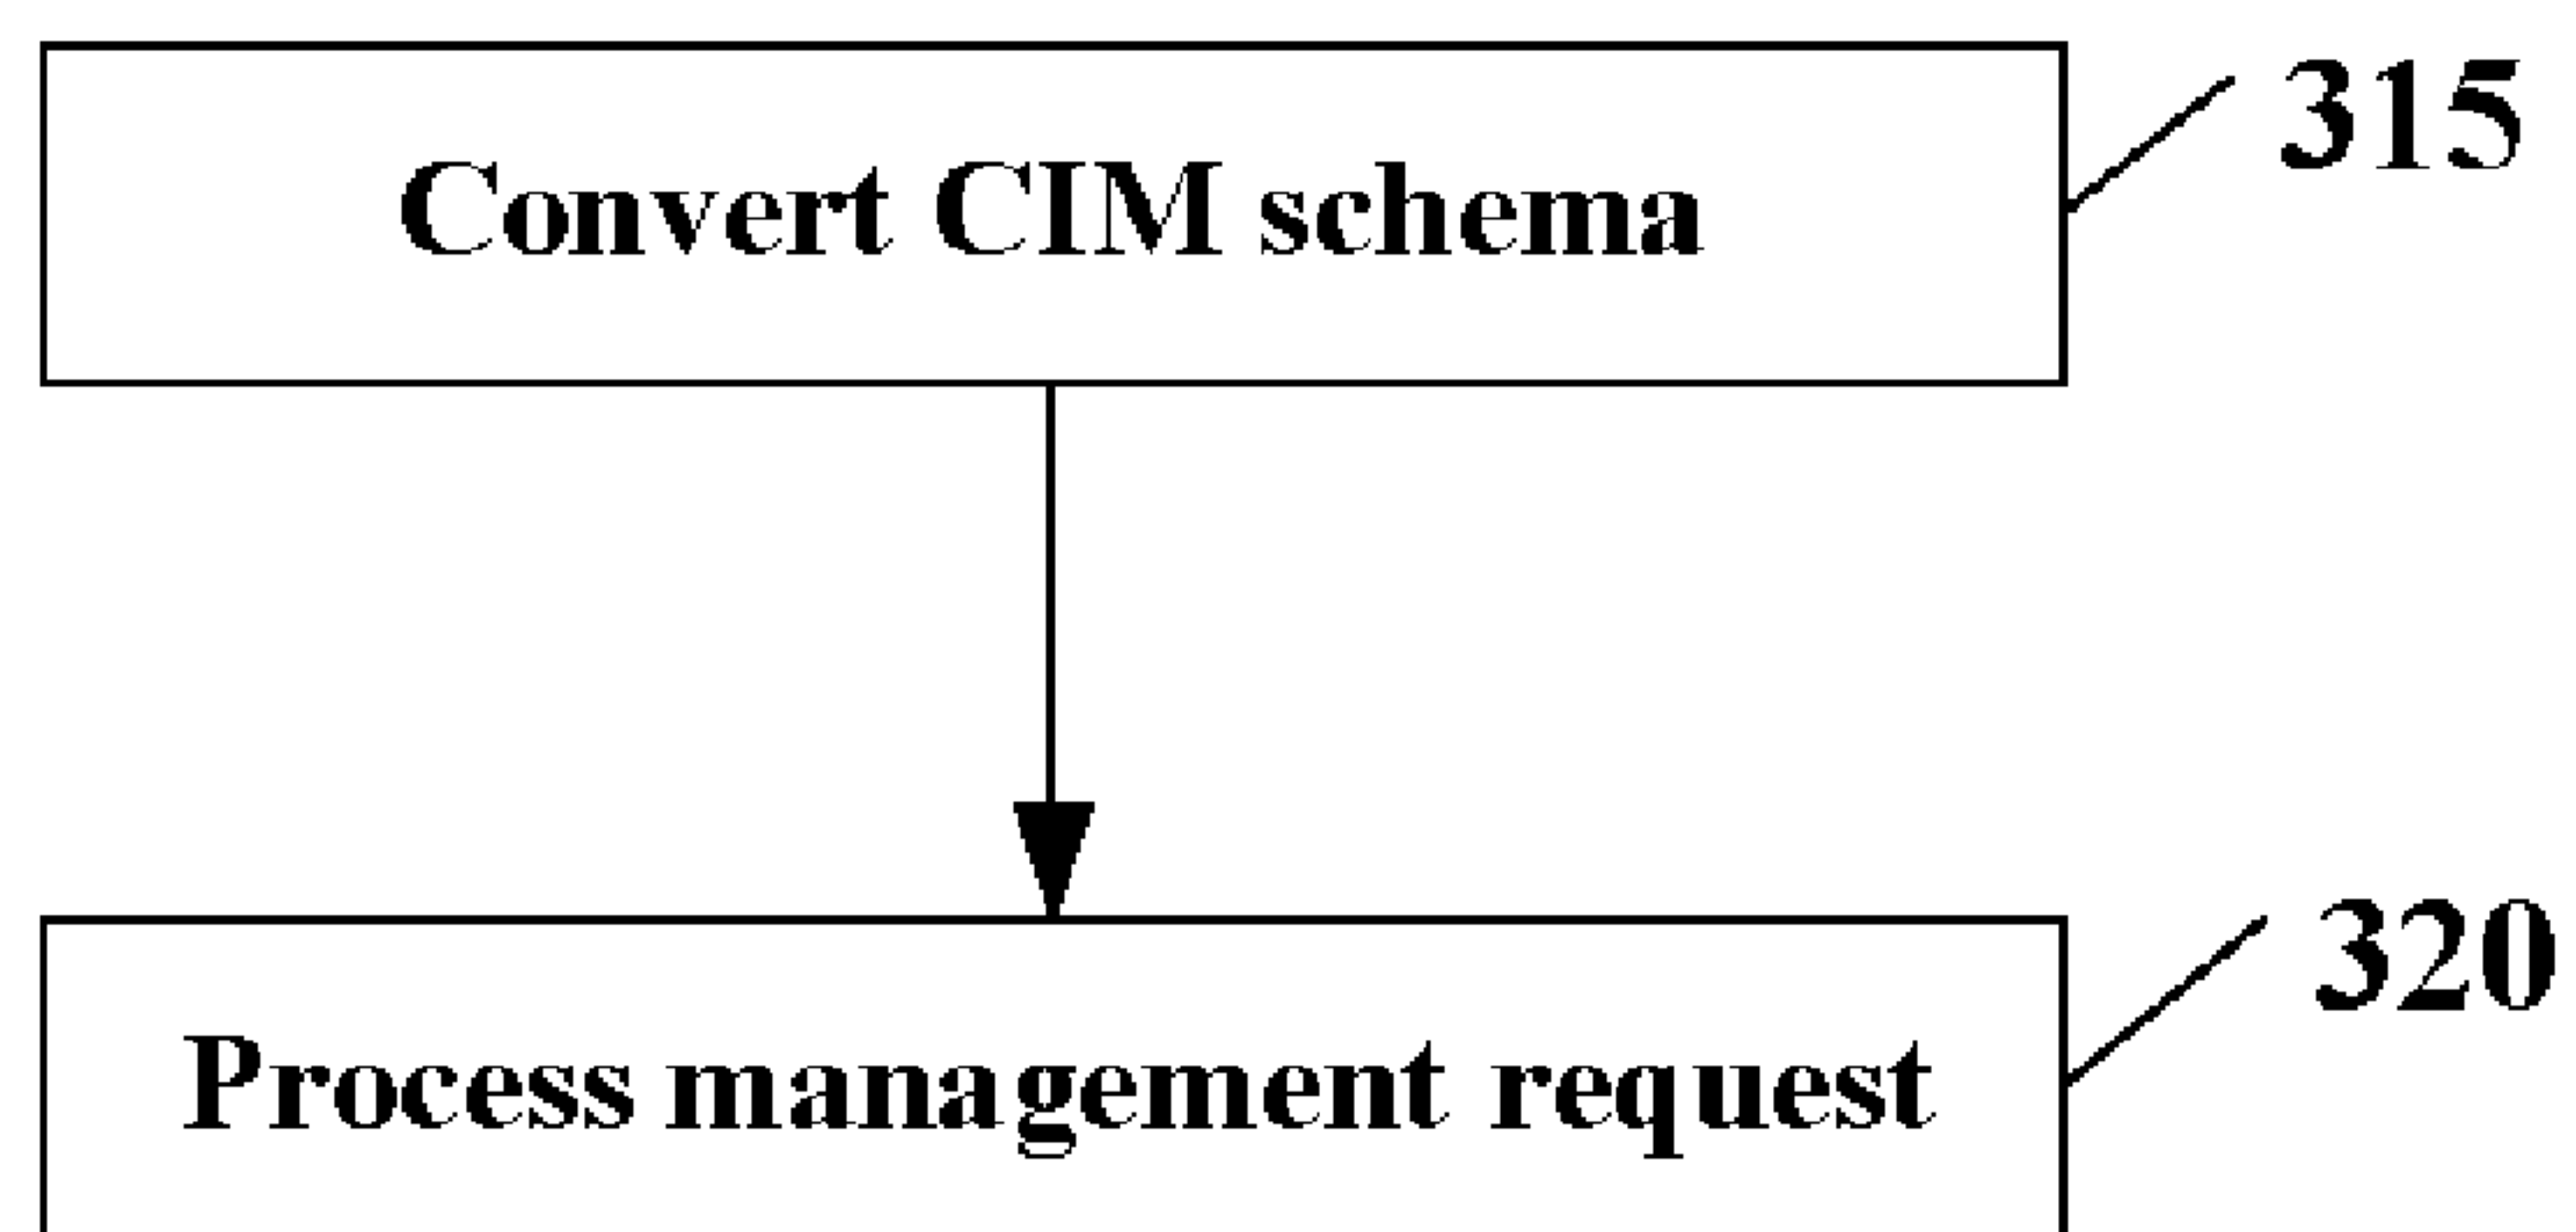 Convert CIM schema
315
Process management request
320